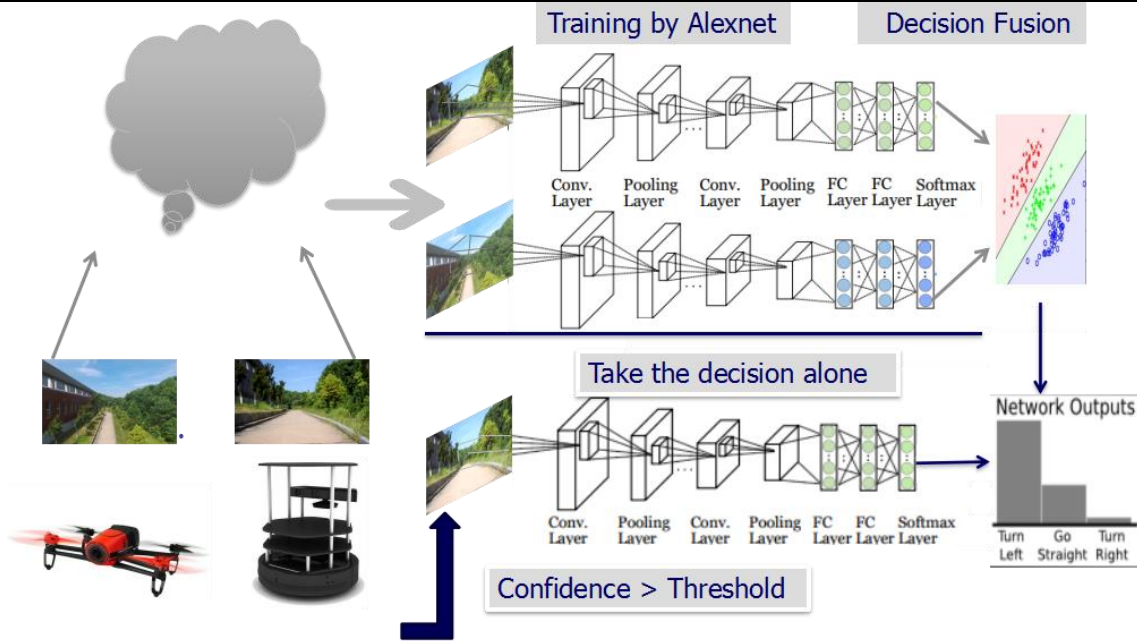 Training by Alexnet
Decision Fusion
Conv. Pooling Conv. Pooling FC FC Softmax
Layer Layer Layer Layer Layer Layer Layer
Take the decision alone
Network Outputs
Conv. Pooling Conv. Pooling FC FC Softmax
Layer Layer Layer Layer Layer Layer Layer
Turn Go Turn
Left Straight Right
Confidence > Threshold